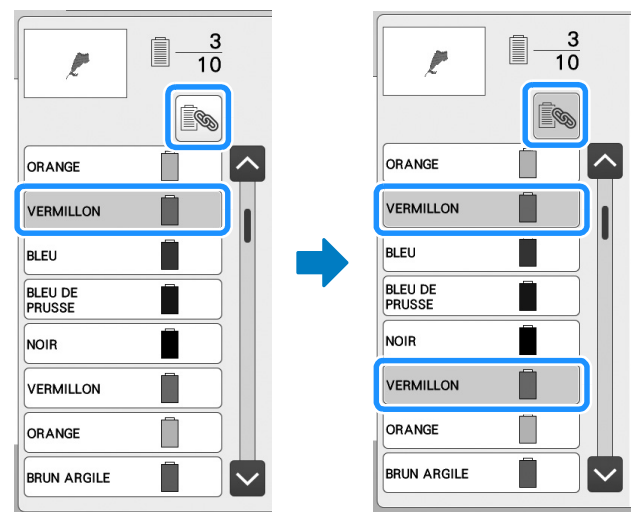 3
10
ORANGE
VERMILLON
BLEU
BLEU DE
PRUSSE
NOIR
VERMILLON
ORANGE
BRUN ARGILE
3
10
ORANGE
VERMILLON
BLEU
BLEU DE
PRUSSE
NOIR
VERMILLON
ORANGE
BRUN ARGILE